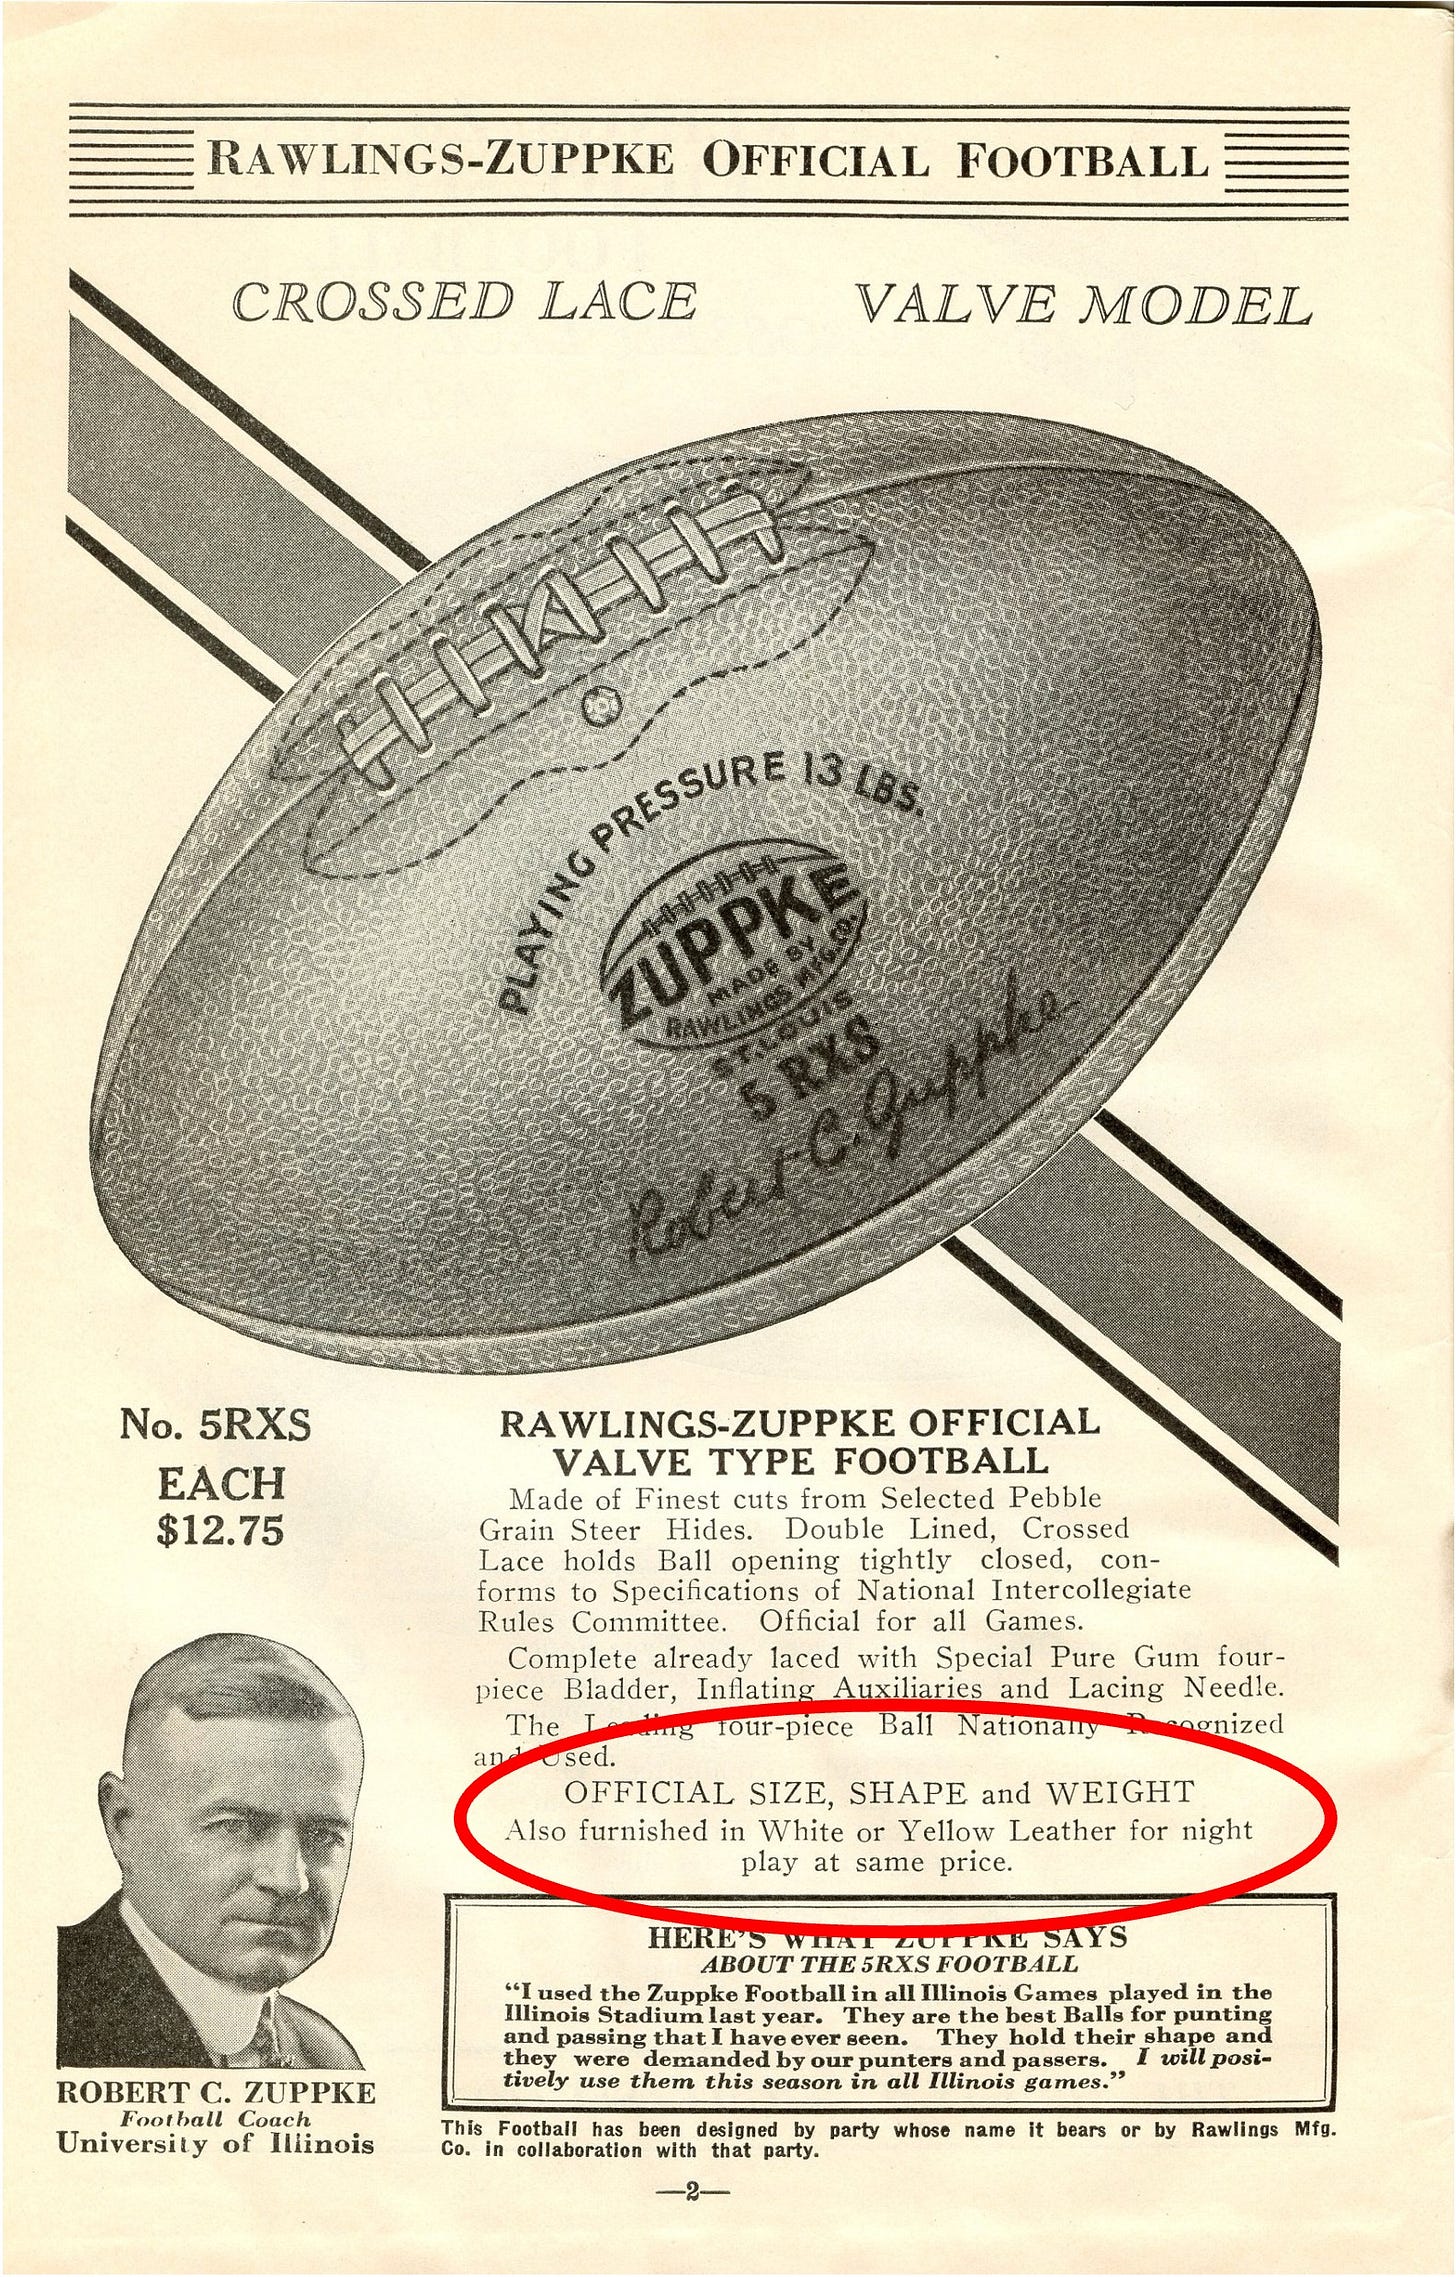 RAWLINGS-ZUPPKE OFFICIAL FOOTBALL
CROSSED LACE VALVE MODEL
PLAYING PRESSURE 13 LBS.
ZUPPKE
MADE BY
RAWLINGS MFG. CO.
ST. LOUIS
5 RXS
Robert C. Zuppke
No. 5RXS
EACH
$12.75
RAWLINGS-ZUPPKE OFFICIAL
VALVE TYPE FOOTBALL
Made of Finest cuts from Selected Pebble
Grain Steer Hides. Double Lined, Crossed
Lace holds Ball opening tightly closed, con-
forms to Specifications of National Intercollegiate
Rules Committee. Official for all Games.
Complete already laced with Special Pure Gum four-
piece Bladder, Inflating Auxiliaries and Lacing Needle.
The Leading four-piece Ball Nationally Recognized
and Used.
OFFICIAL SIZE, SHAPE and WEIGHT
Also furnished in White or Yellow Leather for night
play at same price.
HERE'S WHAT ZUPPKE SAYS
ABOUT THE 5RXS FOOTBALL
"I used the Zuppke Football in all Illinois Games played in the
Illinois Stadium last year. They are the best Balls for punting
and passing that I have ever seen. They hold their shape and
they were demanded by our punters and passers. I will posi-
tively use them this season in all Illinois games."
ROBERT C. ZUPPKE
Football Coach
University of Illinois
This Football has been designed by party whose name it bears or by Rawlings Mfg.
Co. in collaboration with that party.
—2—